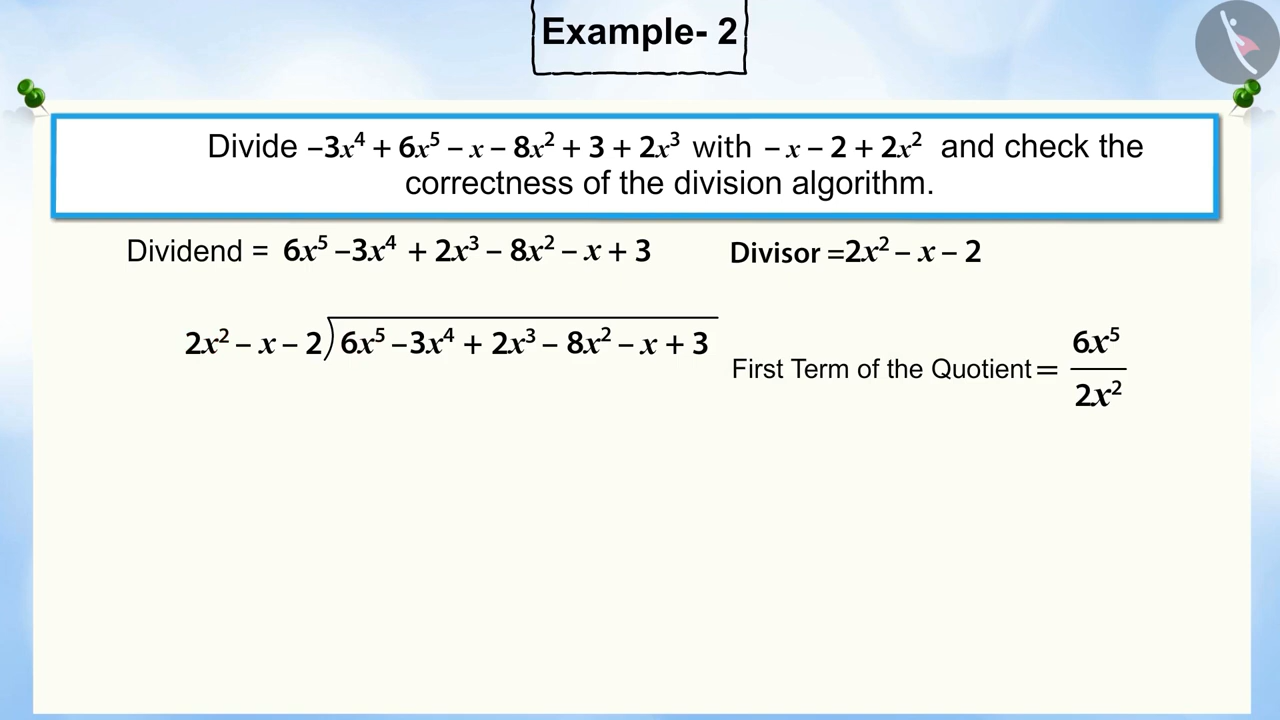 Example- 2
Divide −3x⁴ + 6x⁵ − x − 8x² + 3 + 2x³ with − x − 2 + 2x² and check the
correctness of the division algorithm.
Dividend = 6x⁵ −3x⁴ + 2x³ − 8x² − x + 3 Divisor =2x² − x − 2
2x² − x − 2)6x⁵ −3x⁴ + 2x³ − 8x² − x + 3
First Term of the Quotient = 6x⁵
2x²